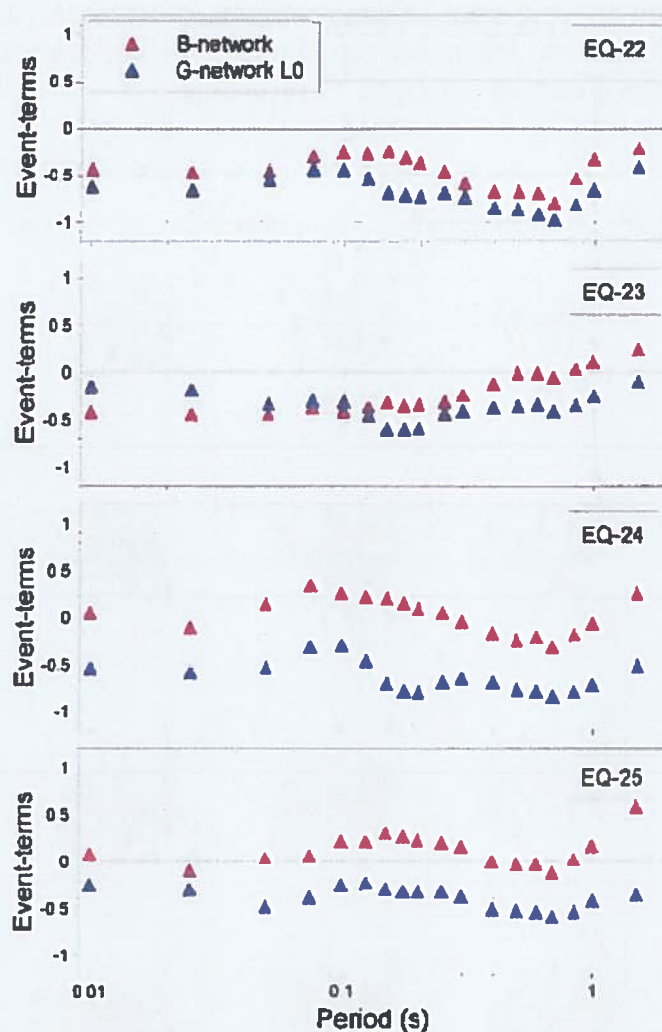 B-network
G-network L0
EQ-22
1
0.5
0
-0.5
-1
Event-terms
EQ-23
1
0.5
0
-0.5
-1
Event-terms
EQ-24
1
0.5
0
-0.5
-1
Event-terms
EQ-25
1
0.5
0
-0.5
-1
Event-terms
0.01 0.1 1
Period (s)